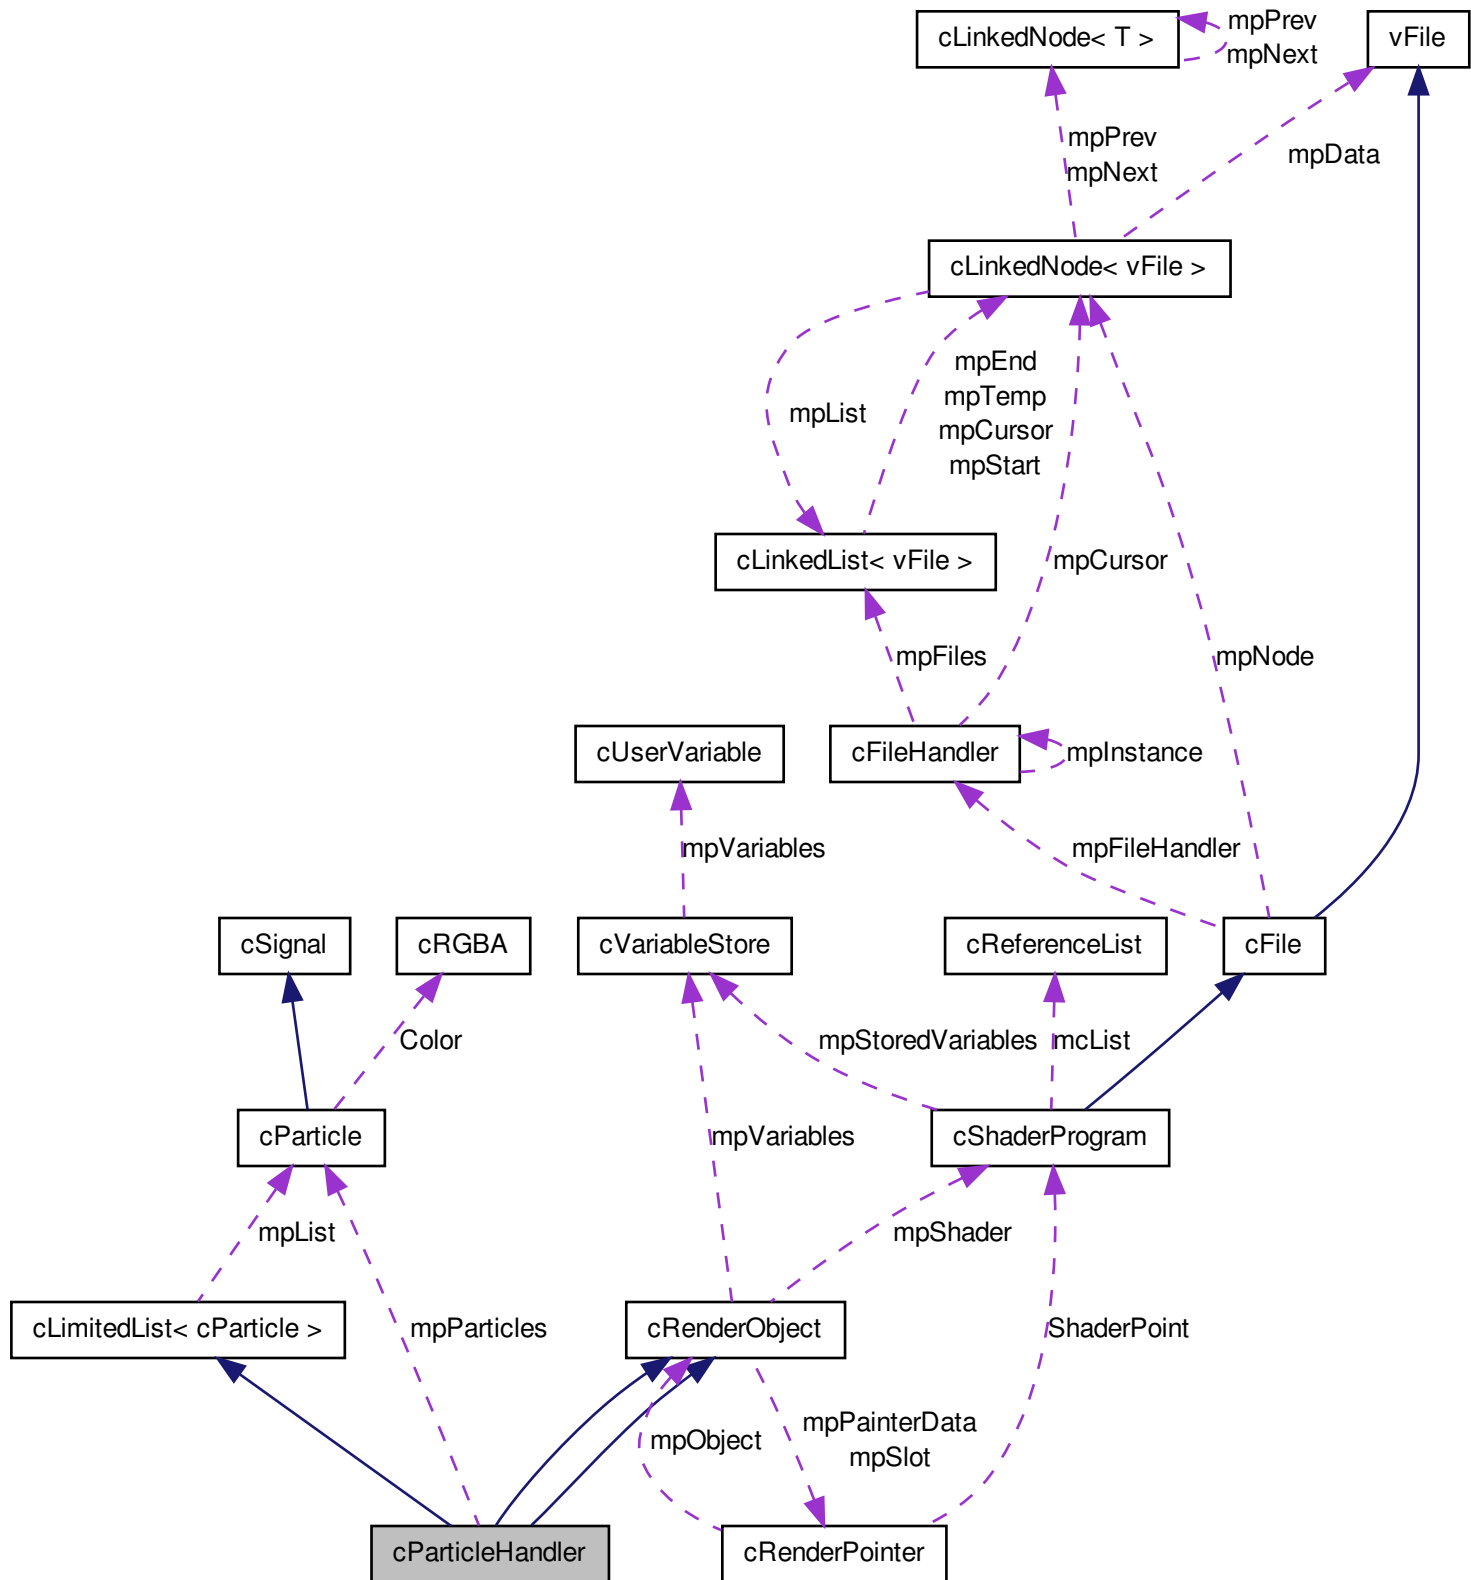 cLinkedNode< T >
mpPrev
mpNext
vFile
mpPrev
mpNext
mpData
cLinkedNode< vFile >
mpList
mpEnd
mpTemp
mpCursor
mpStart
cLinkedList< vFile >
mpCursor
mpFiles
mpNode
cUserVariable
cFileHandler
mpInstance
mpVariables
mpFileHandler
cSignal
cRGBA
cVariableStore
cReferenceList
cFile
Color
mpStoredVariables
mcList
cParticle
mpVariables
cShaderProgram
mpList
mpShader
cLimitedList< cParticle >
mpParticles
cRenderObject
ShaderPoint
mpObject
mpPainterData
mpSlot
cParticleHandler
cRenderPointer